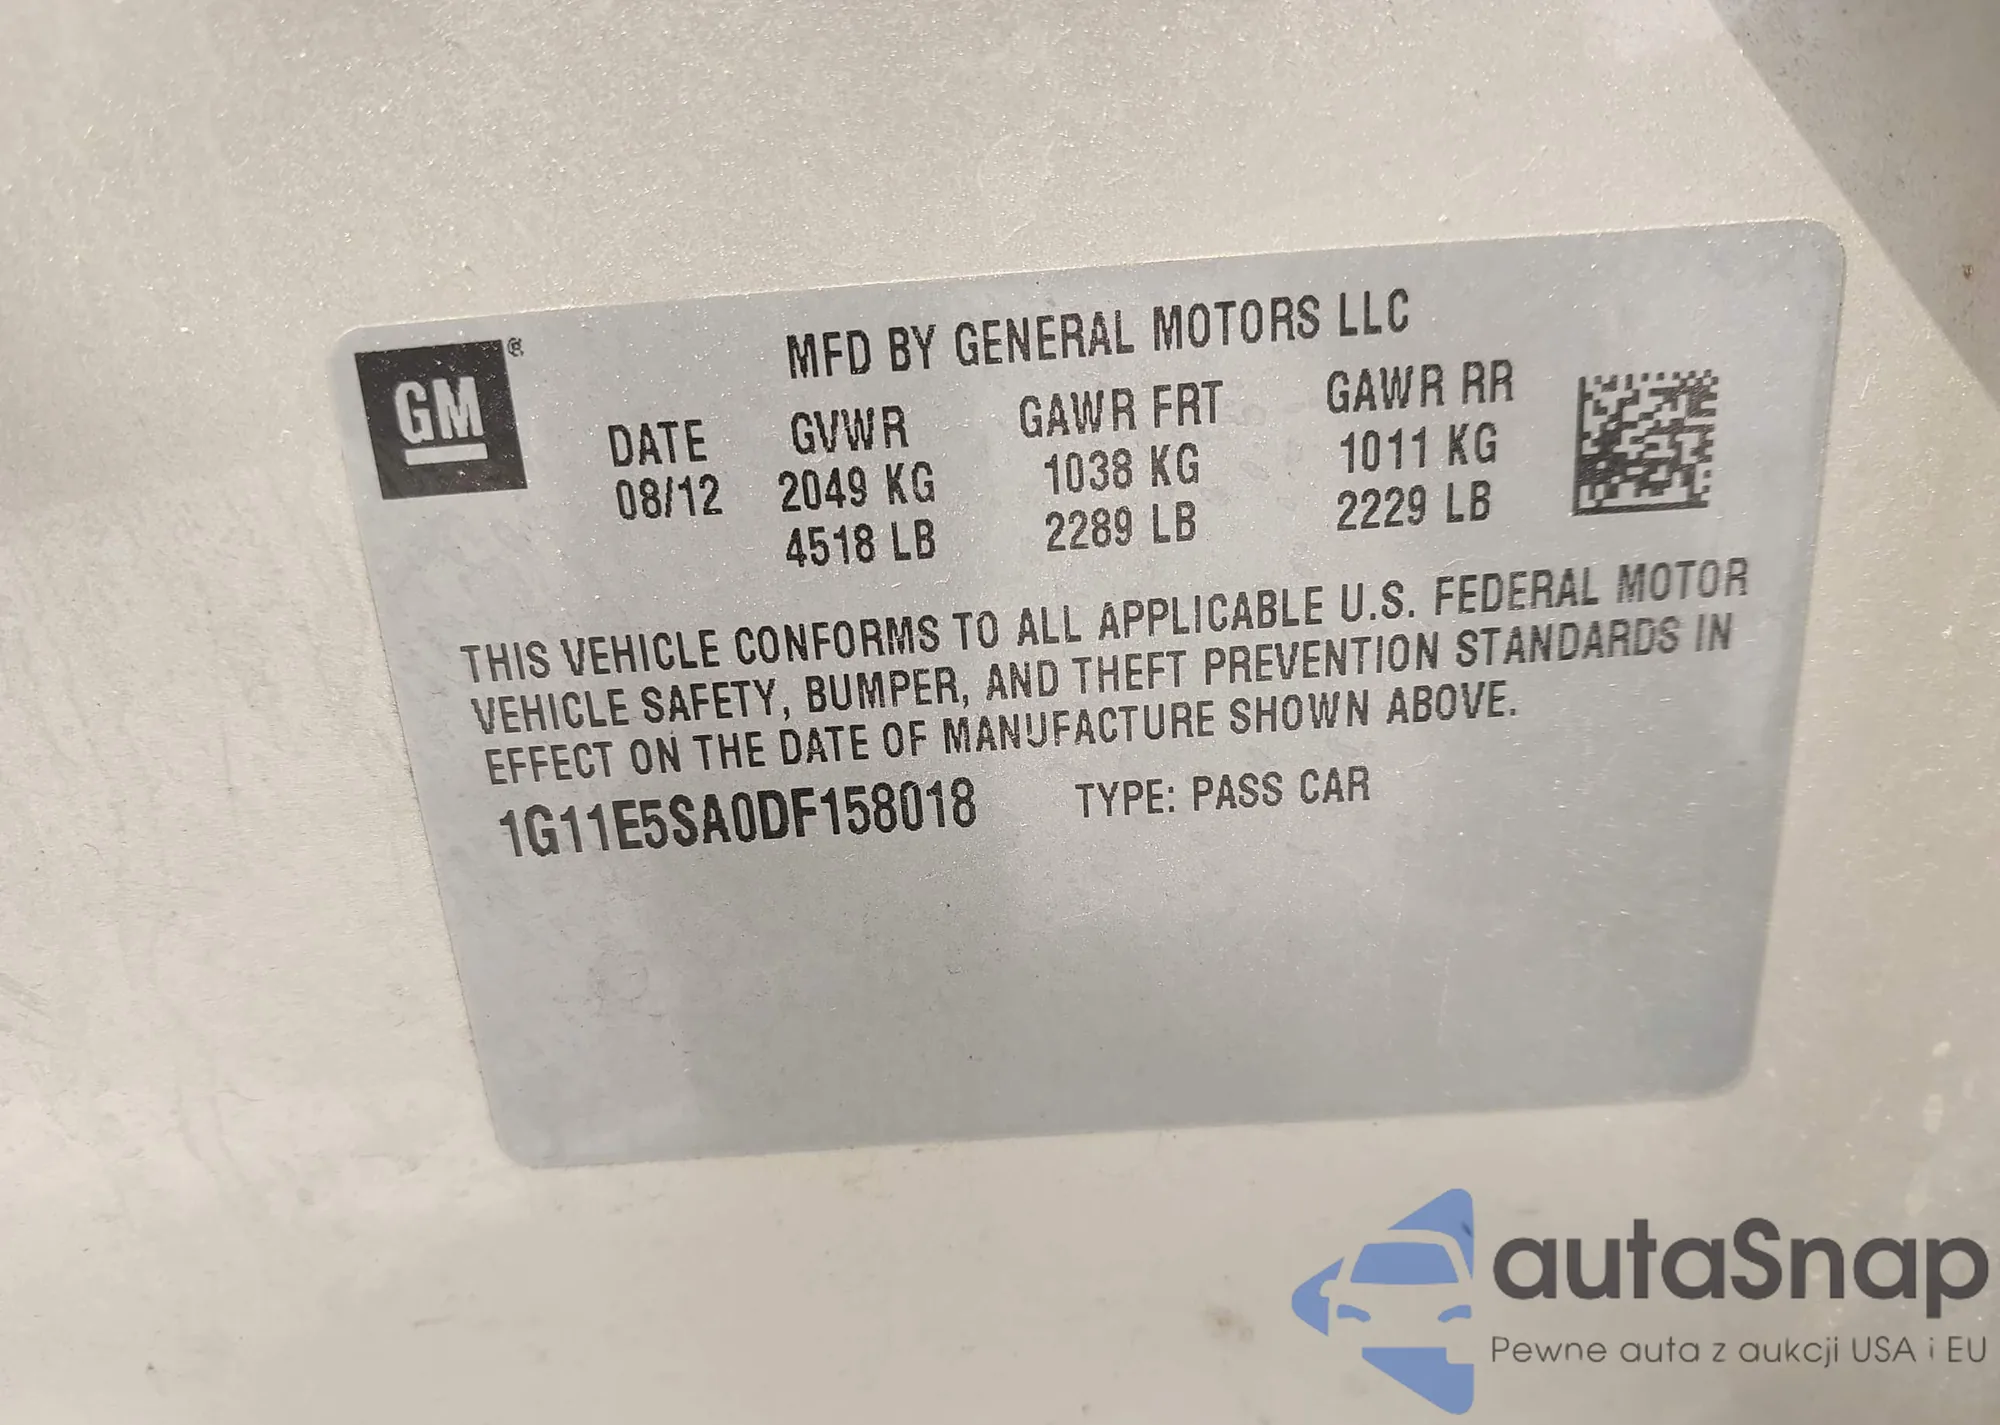 GM®
MFD BY GENERAL MOTORS LLC
DATE GVWR GAWR FRT GAWR RR
08/12 2049 KG 1038 KG 1011 KG
4518 LB 2289 LB 2229 LB
THIS VEHICLE CONFORMS TO ALL APPLICABLE U.S. FEDERAL MOTOR
VEHICLE SAFETY, BUMPER, AND THEFT PREVENTION STANDARDS IN
EFFECT ON THE DATE OF MANUFACTURE SHOWN ABOVE.
1G11E5SA0DF158018 TYPE: PASS CAR
autaSnap
Pewne auta z aukcji USA i EU